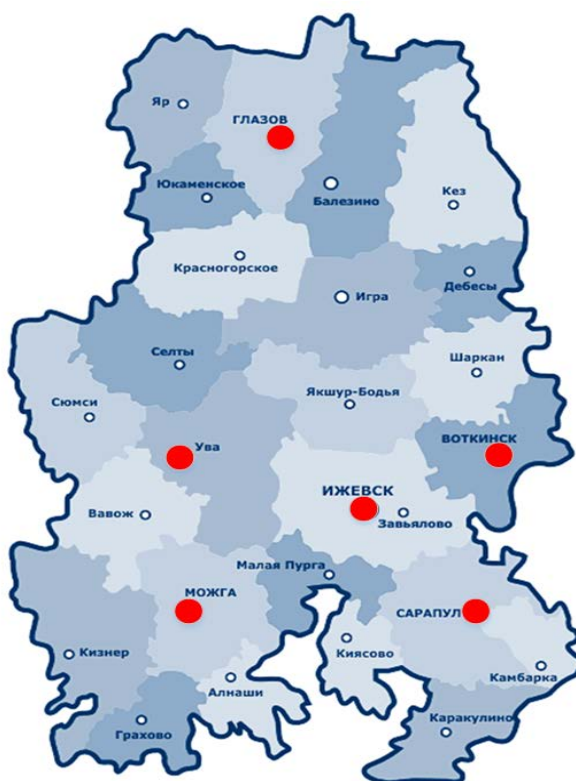 Яр
ГЛАЗОВ
Юкаменское
Балезино
Кез
Красногорское
Игра
Дебесы
Селты
Шаркан
Сюмси
Якшур-Бодья
Ува
ВОТКИНСК
ИЖЕВСК
Вавож
Завьялово
Малая Пурга
МОЖГА
САРАПУЛ
Киясово
Кизнер
Камбарка
Алнаши
Каракулино
Грахово